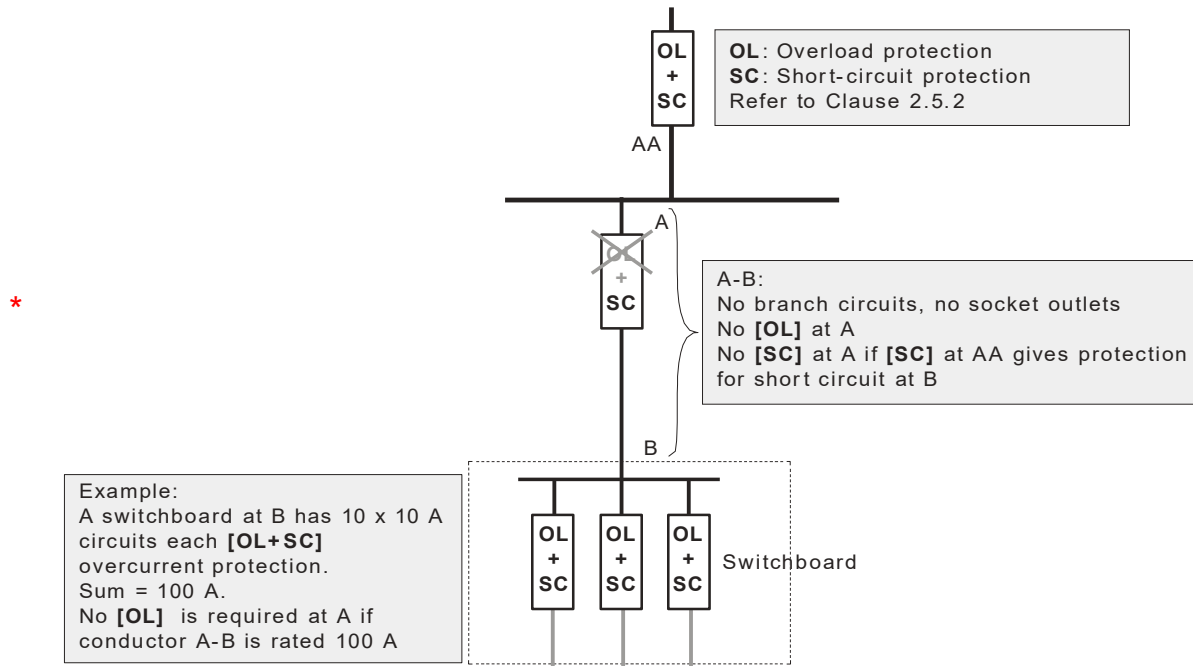 OL
+
SC
OL: Overload protection
SC: Short-circuit protection
Refer to Clause 2.5.2
AA
A
OL
+
SC
*
A-B:
No branch circuits, no socket outlets
No [OL] at A
No [SC] at A if [SC] at AA gives protection
for short circuit at B
B
Example:
A switchboard at B has 10 x 10 A
circuits each [OL+SC]
overcurrent protection.
Sum = 100 A.
No [OL] is required at A if
conductor A-B is rated 100 A
OL
+
SC
OL
+
SC
OL
+
SC
Switchboard